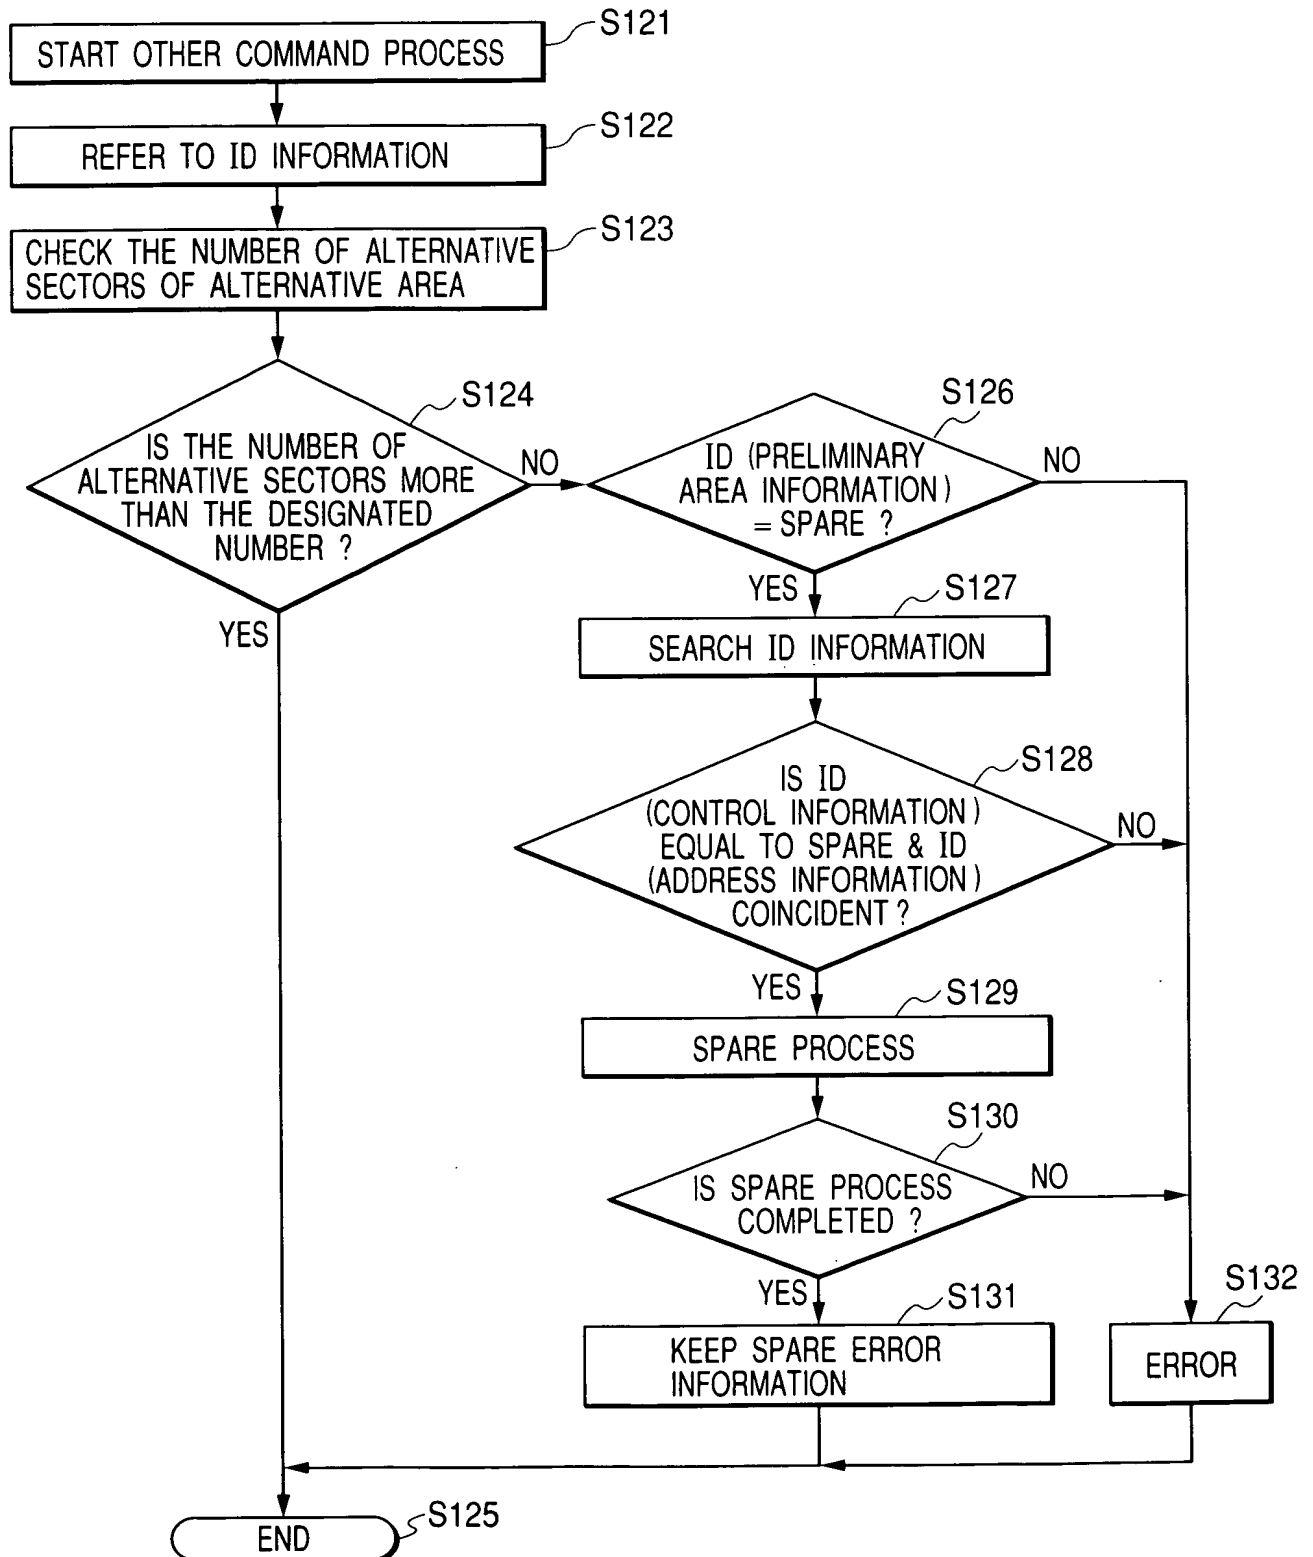 S121
START OTHER COMMAND PROCESS
S122
REFER TO ID INFORMATION
S123
CHECK THE NUMBER OF ALTERNATIVE
SECTORS OF ALTERNATIVE AREA
S124
IS THE NUMBER OF
ALTERNATIVE SECTORS MORE
THAN THE DESIGNATED
NUMBER ?
NO
YES
S126
ID (PRELIMINARY
AREA INFORMATION)
= SPARE ?
NO
YES
S127
SEARCH ID INFORMATION
S128
IS ID
(CONTROL INFORMATION)
EQUAL TO SPARE & ID
(ADDRESS INFORMATION)
COINCIDENT ?
NO
YES
S129
SPARE PROCESS
S130
IS SPARE PROCESS
COMPLETED ?
NO
YES
S131
KEEP SPARE ERROR
INFORMATION
S132
ERROR
S125
END